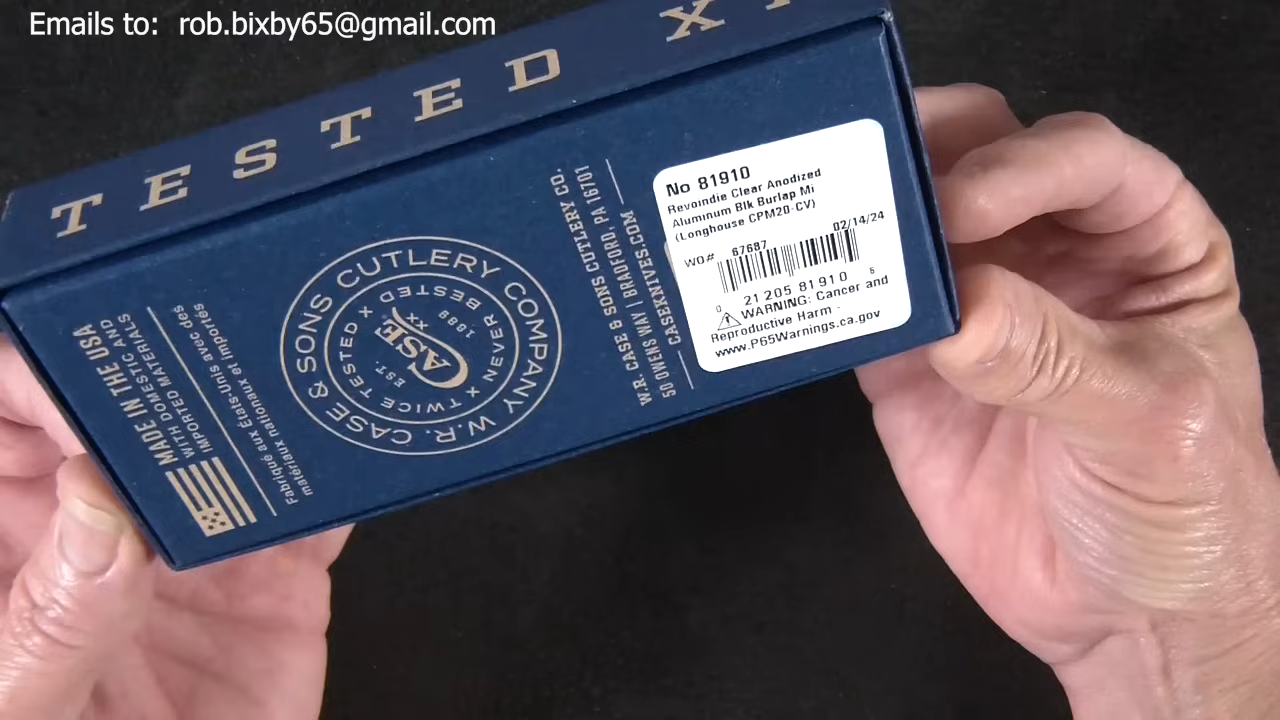 Emails to: rob.bixby65@gmail.com
TESTED X
No 81910
Revoindie Clear Anodized
Aluminum Blk Burlap Mi
(Longhouse CPM20-CV)
WO# 67687 02/14/24
0 21205 81910 5
WARNING: Cancer and
Reproductive Harm -
www.P65Warnings.ca.gov
W.R. CASE & SONS CUTLERY CO.
50 OWENS WAY | BRADFORD, PA 16701
CASEKNIVES.COM
W.R. CASE & SONS CUTLERY COMPANY
TWICE TESTED X NEVER BESTED X
CASE
XX
EST. 1889
MADE IN THE USA
WITH DOMESTIC AND
IMPORTED MATERIALS
Fabriqué aux États-Unis avec des
matériaux nationaux et importés